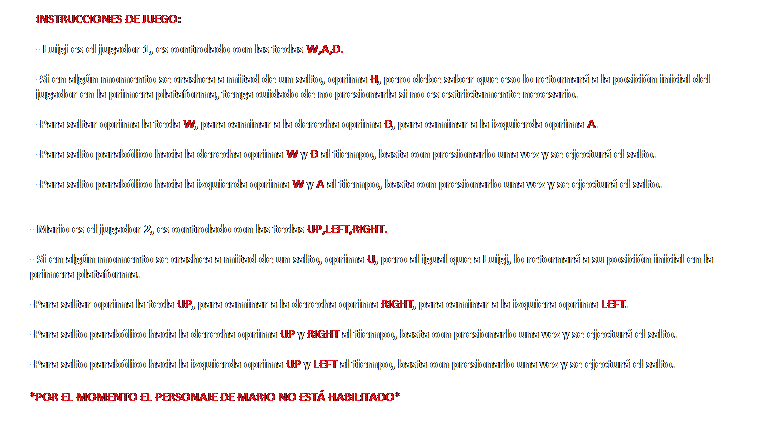 INSTRUCCIONES DE JUEGO:
- Luigi es el jugador 1, es controlado con las teclas W,A,D.
-Si en algún momento se crashea a mitad de un salto, oprima H, pero debe saber que eso lo retornará a la posición inicial del
jugador en la primera plataforma, tenga cuidado de no presionarla si no es estrictamente necesario.
-Para saltar oprima la tecla W, para caminar a la derecha oprima D, para caminar a la izquierda oprima A.
-Para salto parabólico hacia la derecha oprima W y D al tiempo, basta con presionarlo una vez y se ejecturá el salto.
-Para salto parabólico hacia la izquierda oprima W y A al tiempo, basta con presionarlo una vez y se ejecturá el salto.
- Mario es el jugador 2, es controlado con las teclas UP,LEFT,RIGHT.
- Si en algún momento se crashea a mitad de un salto, oprima U, pero al igual que a Luigi, lo retornará a su posición inicial en la
primera plataforma.
-Para saltar oprima la tecla UP, para caminar a la derecha oprima RIGHT, para caminar a la izquiera oprima LEFT.
-Para salto parabólico hacia la derecha oprima UP y RIGHT al tiempo, basta con presionarlo una vez y se ejecturá el salto.
-Para salto parabólico hacia la izquierda oprima UP y LEFT al tiempo, basta con presionarlo una vez y se ejecturá el salto.
*POR EL MOMENTO EL PERSONAJE DE MARIO NO ESTÁ HABILITADO*